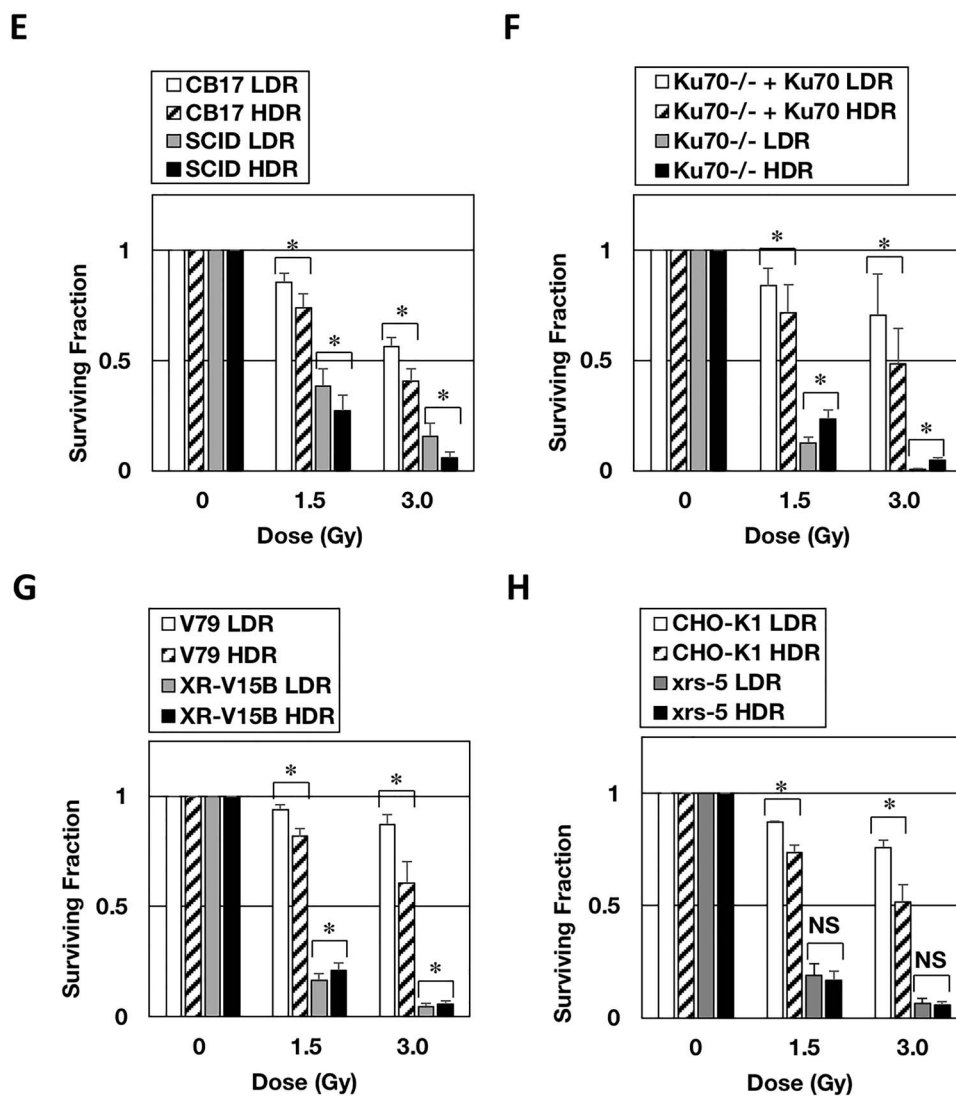 E
CB17 LDR
CB17 HDR
SCID LDR
SCID HDR
Surviving Fraction
1
0.5
0
* * * *
0 1.5 3.0
Dose (Gy)
F
Ku70-/- + Ku70 LDR
Ku70-/- + Ku70 HDR
Ku70-/- LDR
Ku70-/- HDR
Surviving Fraction
1
0.5
0
* * * *
0 1.5 3.0
Dose (Gy)
G
V79 LDR
V79 HDR
XR-V15B LDR
XR-V15B HDR
Surviving Fraction
1
0.5
0
* * * *
0 1.5 3.0
Dose (Gy)
H
CHO-K1 LDR
CHO-K1 HDR
xrs-5 LDR
xrs-5 HDR
Surviving Fraction
1
0.5
0
* NS * NS
0 1.5 3.0
Dose (Gy)